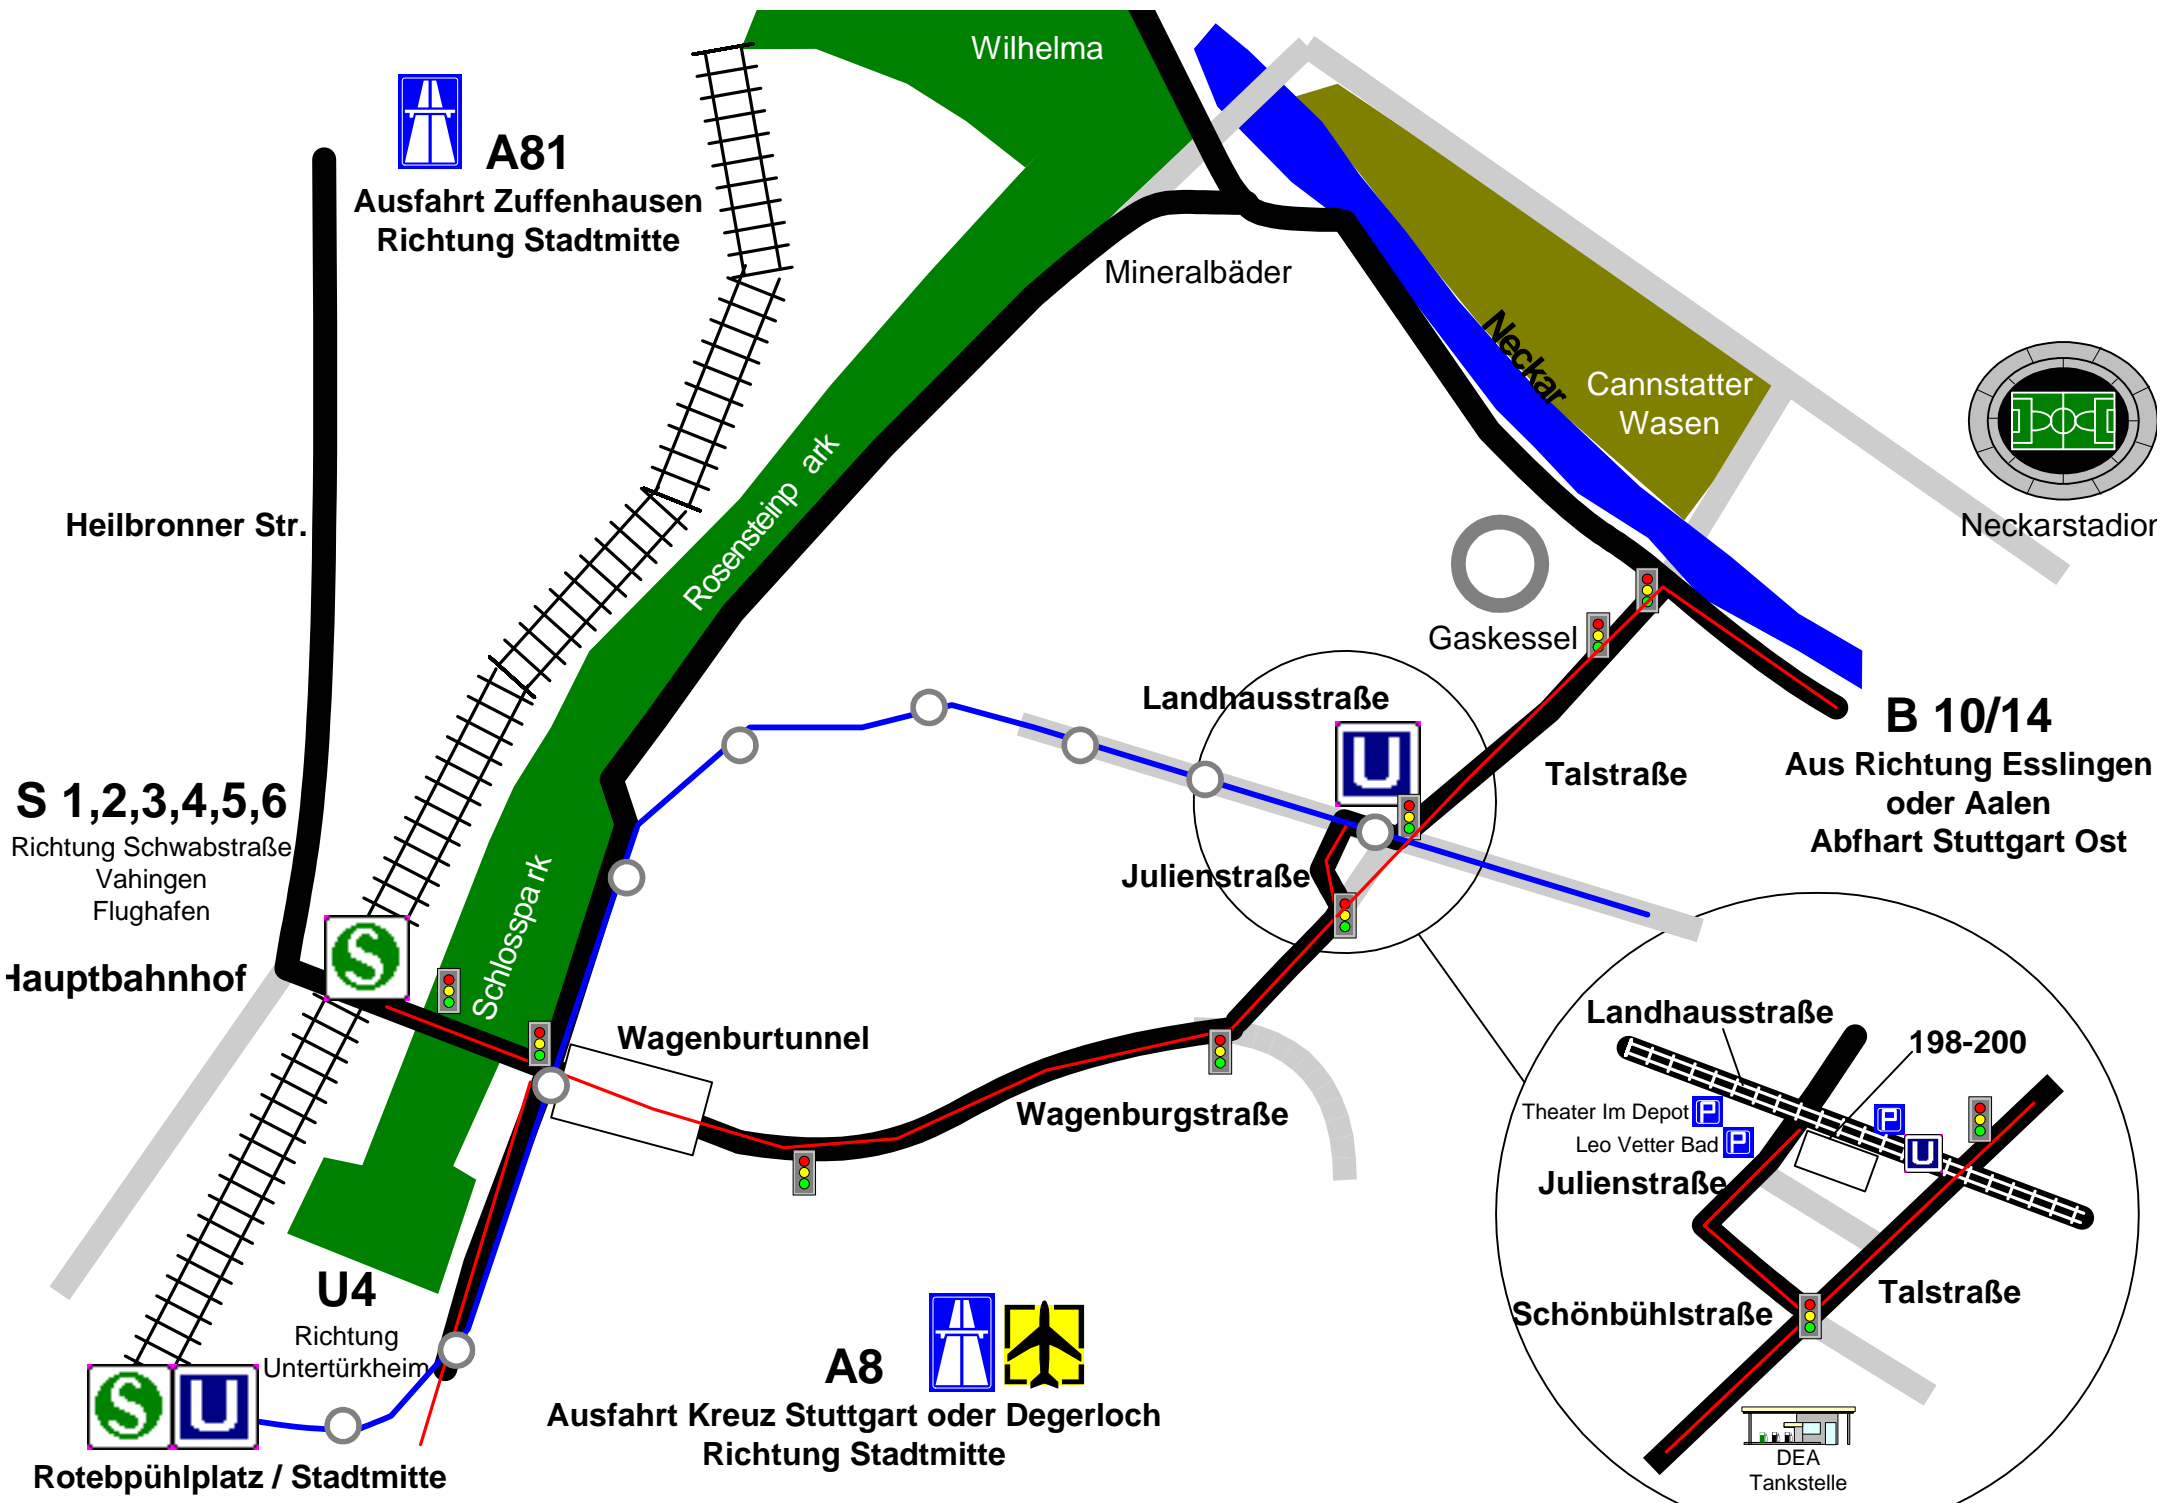 Wilhelma
A81
Ausfahrt Zuffenhausen
Richtung Stadtmitte
Mineralbäder
Neckar
Cannstatter
Wasen
Neckarstadion
Rosensteinp ark
Heilbronner Str.
Gaskessel
Landhausstraße
U
B 10/14
Aus Richtung Esslingen
oder Aalen
Abfhart Stuttgart Ost
Talstraße
S 1,2,3,4,5,6
Richtung Schwabstraße
Vahingen
Flughafen
Julienstraße
Schlosspa rk
S
Hauptbahnhof
Wagenburtunnel
Wagenburgstraße
Landhausstraße
198-200
Theater Im Depot P
P
Leo Vetter Bad P
U
Julienstraße
Schönbühlstraße
Talstraße
DEA
Tankstelle
U4
Richtung
Untertürkheim
S U
Rotebpühlplatz / Stadtmitte
A8
Ausfahrt Kreuz Stuttgart oder Degerloch
Richtung Stadtmitte